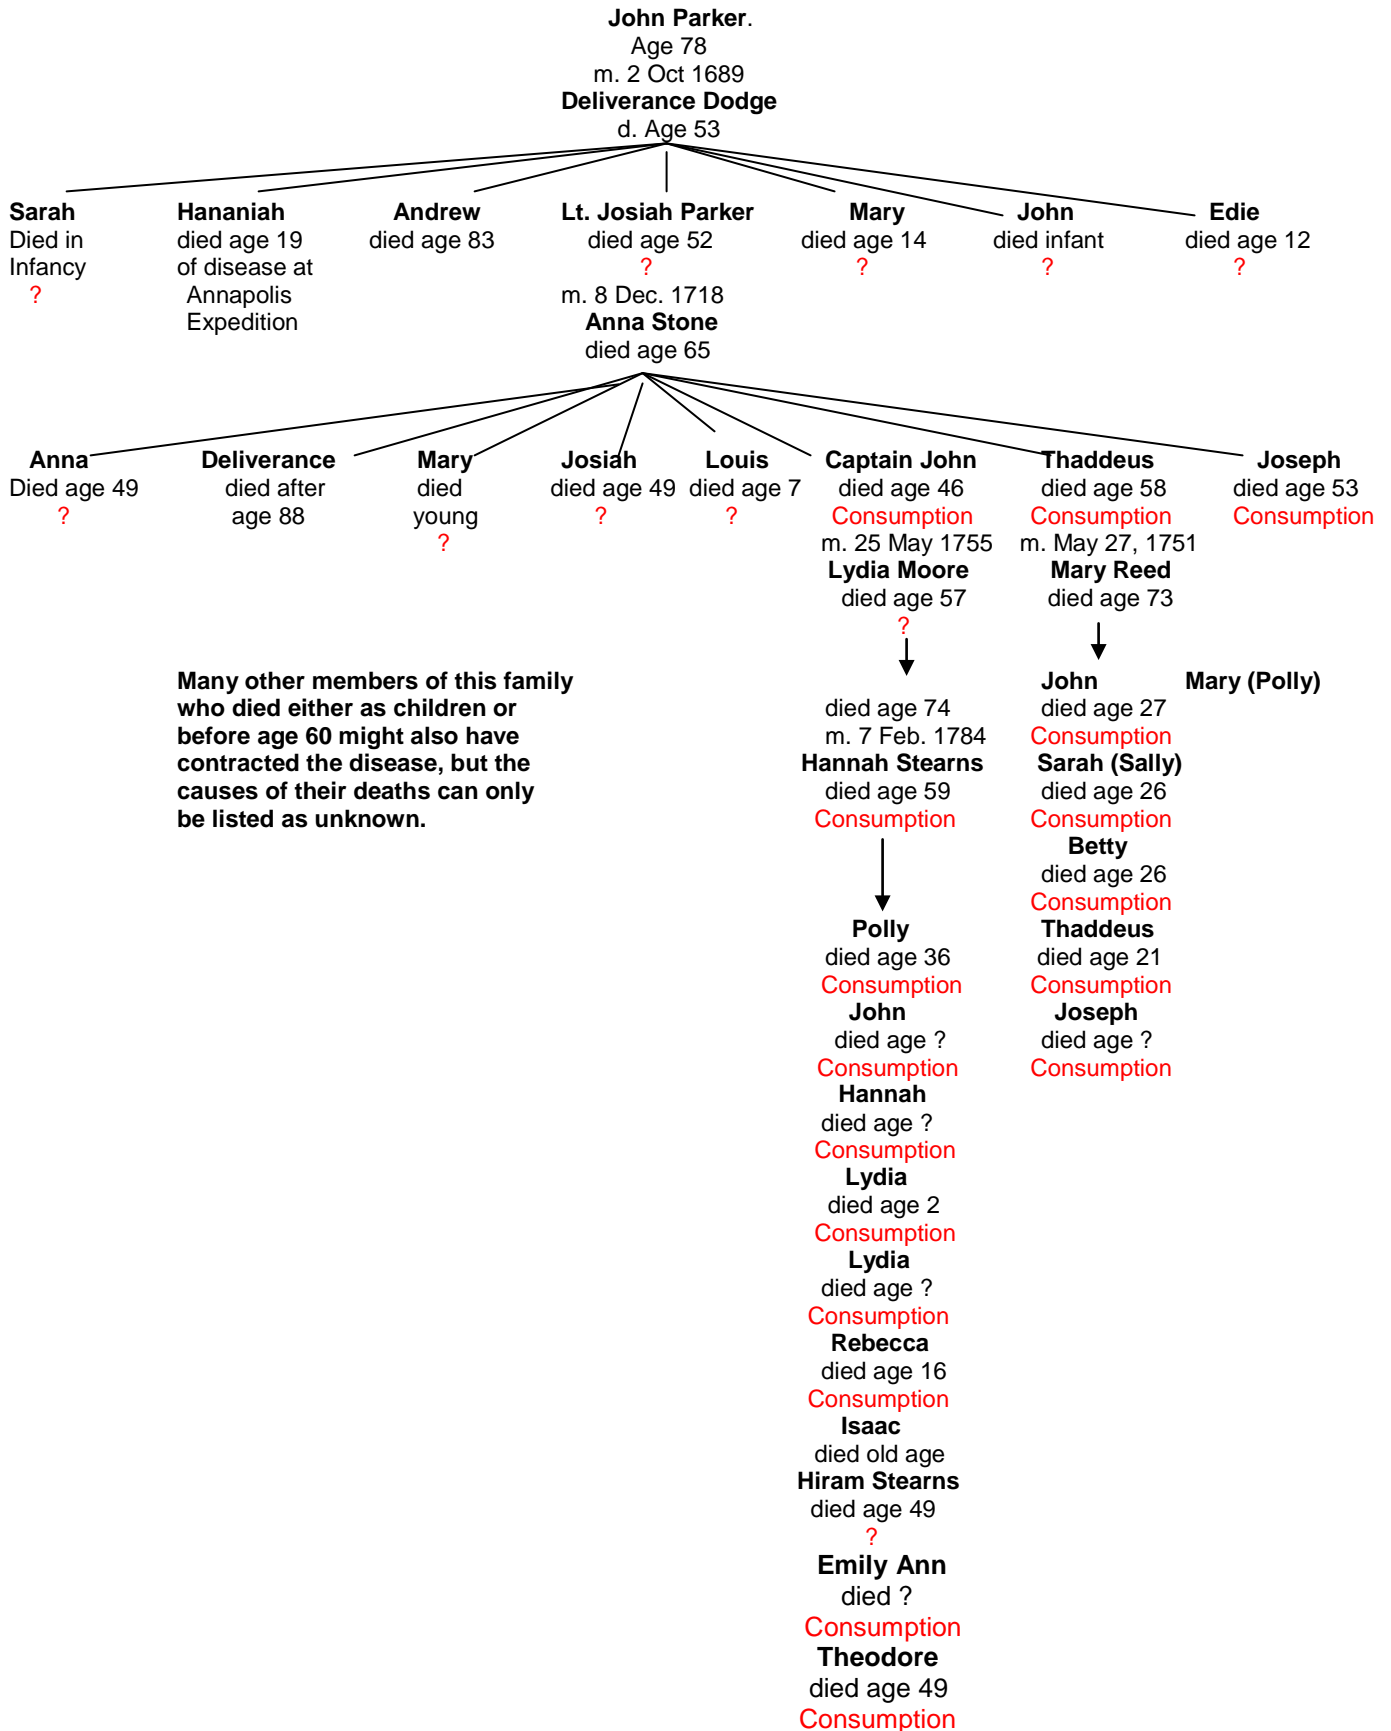 John Parker.
Age 78
m. 2 Oct 1689
Deliverance Dodge
d. Age 53
Sarah
Died in
Infancy
?
Hananiah
died age 19
of disease at
Annapolis
Expedition
Andrew
died age 83
Lt. Josiah Parker
died age 52
?
m. 8 Dec. 1718
Anna Stone
died age 65
Mary
died age 14
?
John
died infant
?
Edie
died age 12
?
Anna
Died age 49
?
Deliverance
died after
age 88
Mary
died
young
?
Josiah
died age 49
?
Louis
died age 7
?
Captain John
died age 46
Consumption
m. 25 May 1755
Lydia Moore
died age 57
?
Thaddeus
died age 58
Consumption
m. May 27, 1751
Mary Reed
died age 73
Joseph
died age 53
Consumption
Many other members of this family
who died either as children or
before age 60 might also have
contracted the disease, but the
causes of their deaths can only
be listed as unknown.
died age 74
m. 7 Feb. 1784
Hannah Stearns
died age 59
Consumption
Polly
died age 36
Consumption
John
died age ?
Consumption
Hannah
died age ?
Consumption
Lydia
died age 2
Consumption
Lydia
died age ?
Consumption
Rebecca
died age 16
Consumption
Isaac
died old age
Hiram Stearns
died age 49
?
Emily Ann
died ?
Consumption
Theodore
died age 49
Consumption
John
died age 27
Consumption
Sarah (Sally)
died age 26
Consumption
Betty
died age 26
Consumption
Thaddeus
died age 21
Consumption
Joseph
died age ?
Consumption
Mary (Polly)